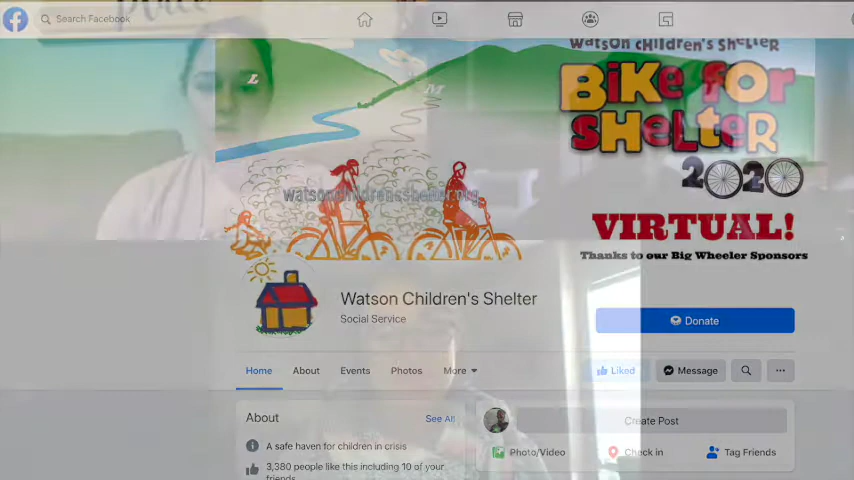 peace
Search Facebook
Watson Children's Shelter
BiKe foR
SHeLteR
2020
VIRTUAL!
Thanks to our Big Wheeler Sponsors
L
M
watsonchildrensshelter.org
Watson Children's Shelter
Social Service
Donate
Home About Events Photos More
Liked Message
About See All
A safe haven for children in crisis
3,380 people like this including 10 of your
friends
Create Post
Photo/Video Check in Tag Friends